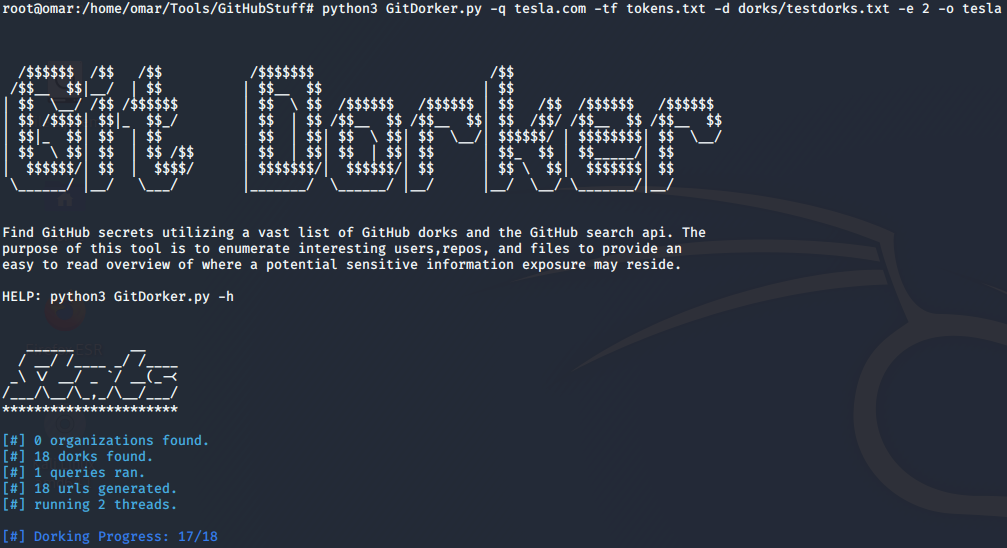 root@omar:/home/omar/Tools/GitHubStuff# python3 GitDorker.py -q tesla.com -tf tokens.txt -d dorks/testdorks.txt -e 2 -o tesla
Git Dorker
Find GitHub secrets utilizing a vast list of GitHub dorks and the GitHub search api. The
purpose of this tool is to enumerate interesting users,repos, and files to provide an
easy to read overview of where a potential sensitive information exposure may reside.
HELP: python3 GitDorker.py -h
Stats
**********************
[#] 0 organizations found.
[#] 18 dorks found.
[#] 1 queries ran.
[#] 18 urls generated.
[#] running 2 threads.
[#] Dorking Progress: 17/18